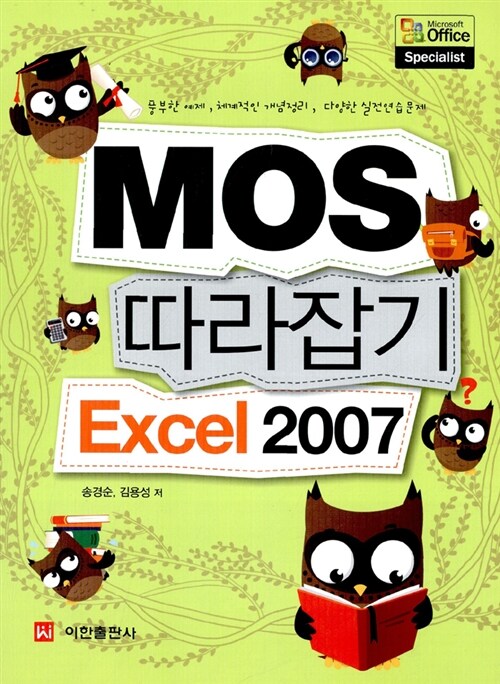 Microsoft
Office
Specialist
풍부한 예제, 체계적인 개념정리, 다양한 실전연습문제
MOS
따라잡기
Excel 2007
?
송경순, 김용성 저
이한출판사